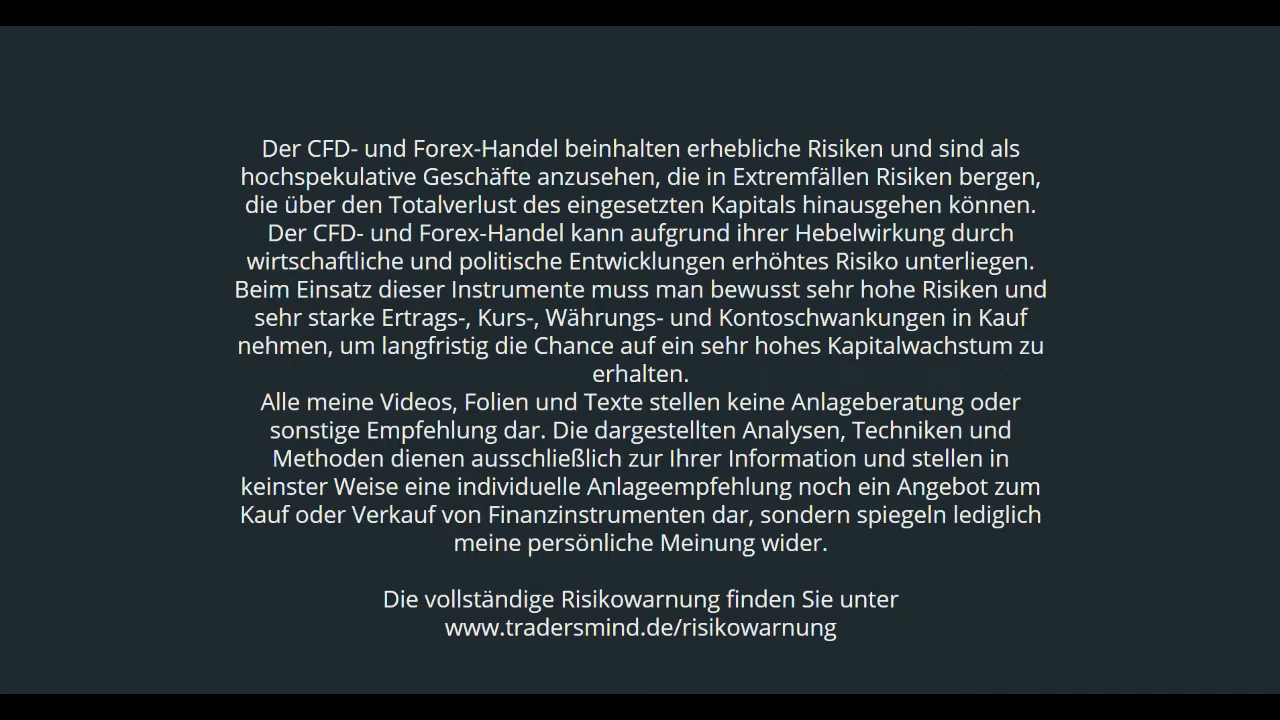 Der CFD- und Forex-Handel beinhalten erhebliche Risiken und sind als
hochspekulative Geschäfte anzusehen, die in Extremfällen Risiken bergen,
die über den Totalverlust des eingesetzten Kapitals hinausgehen können.
Der CFD- und Forex-Handel kann aufgrund ihrer Hebelwirkung durch
wirtschaftliche und politische Entwicklungen erhöhtes Risiko unterliegen.
Beim Einsatz dieser Instrumente muss man bewusst sehr hohe Risiken und
sehr starke Ertrags-, Kurs-, Währungs- und Kontoschwankungen in Kauf
nehmen, um langfristig die Chance auf ein sehr hohes Kapitalwachstum zu
erhalten.
Alle meine Videos, Folien und Texte stellen keine Anlageberatung oder
sonstige Empfehlung dar. Die dargestellten Analysen, Techniken und
Methoden dienen ausschließlich zur Ihrer Information und stellen in
keinster Weise eine individuelle Anlageempfehlung noch ein Angebot zum
Kauf oder Verkauf von Finanzinstrumenten dar, sondern spiegeln lediglich
meine persönliche Meinung wider.
Die vollständige Risikowarnung finden Sie unter
www.tradersmind.de/risikowarnung